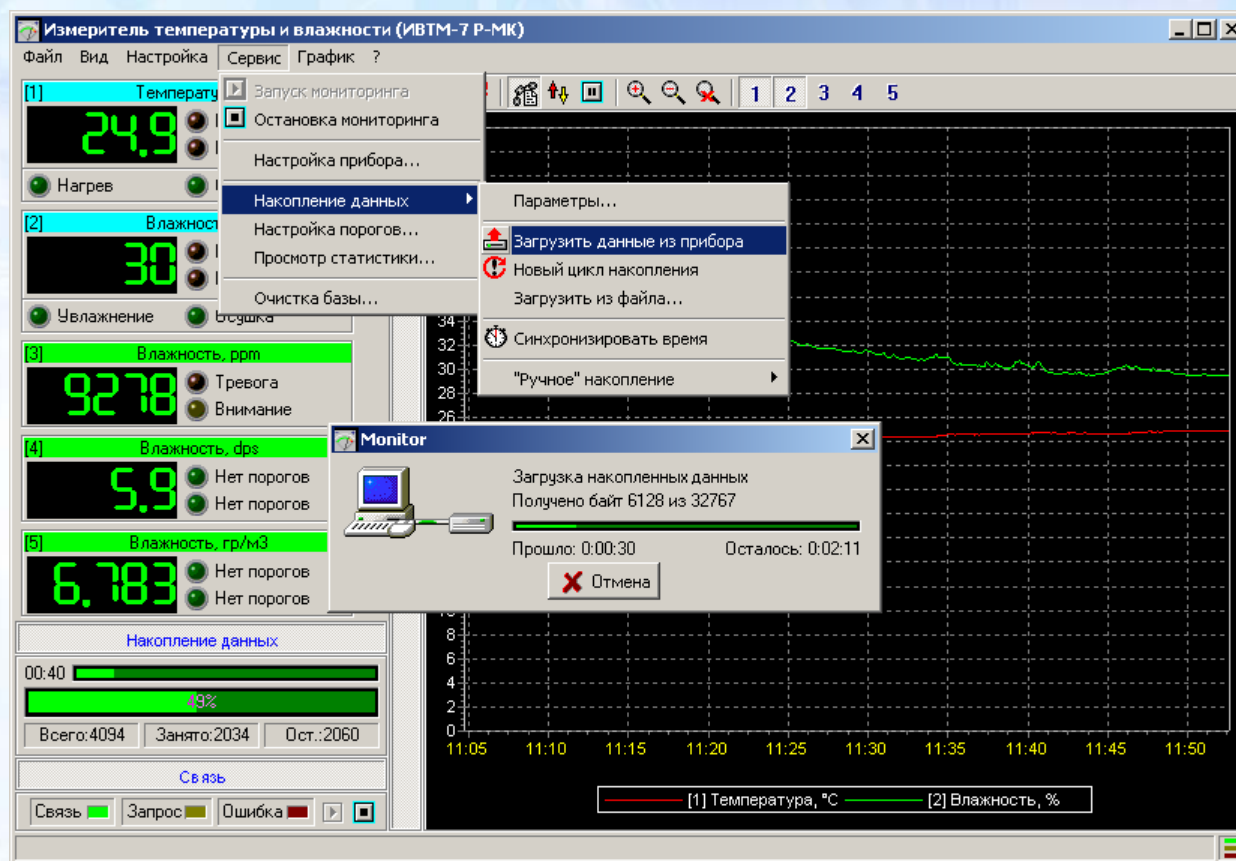 Измеритель температуры и влажности (ИВТМ-7 Р-МК)
Файл Вид Настройка Сервис График ?
1 2 3 4 5
Запуск мониторинга
Остановка мониторинга
Настройка прибора...
Накопление данных
Настройка порогов...
Просмотр статистики...
Очистка базы...
Параметры...
Загрузить данные из прибора
Новый цикл накопления
Загрузить из файла...
Синхронизировать время
"Ручное" накопление
[1]
24.9
Нагрев
[2]
30
Увлажнение Осушка
[3] Влажность, ppm
9278
Тревога
Внимание
[4] Влажность, dps
5.9
Нет порогов
Нет порогов
[5] Влажность, гр/м3
6.783
Нет порогов
Нет порогов
Накопление данных
00:40
49%
Всего:4094 Занято:2034 Ост.:2060
Связь
Связь Запрос Ошибка
Monitor
Загрузка накопленных данных
Получено байт 6128 из 32767
Прошло: 0:00:30 Осталось: 0:02:11
Отмена
34
32
30
28
26
8
6
4
2
0
11:05 11:10 11:15 11:20 11:25 11:30 11:35 11:40 11:45 11:50
[1] Температура, °C [2] Влажность, %